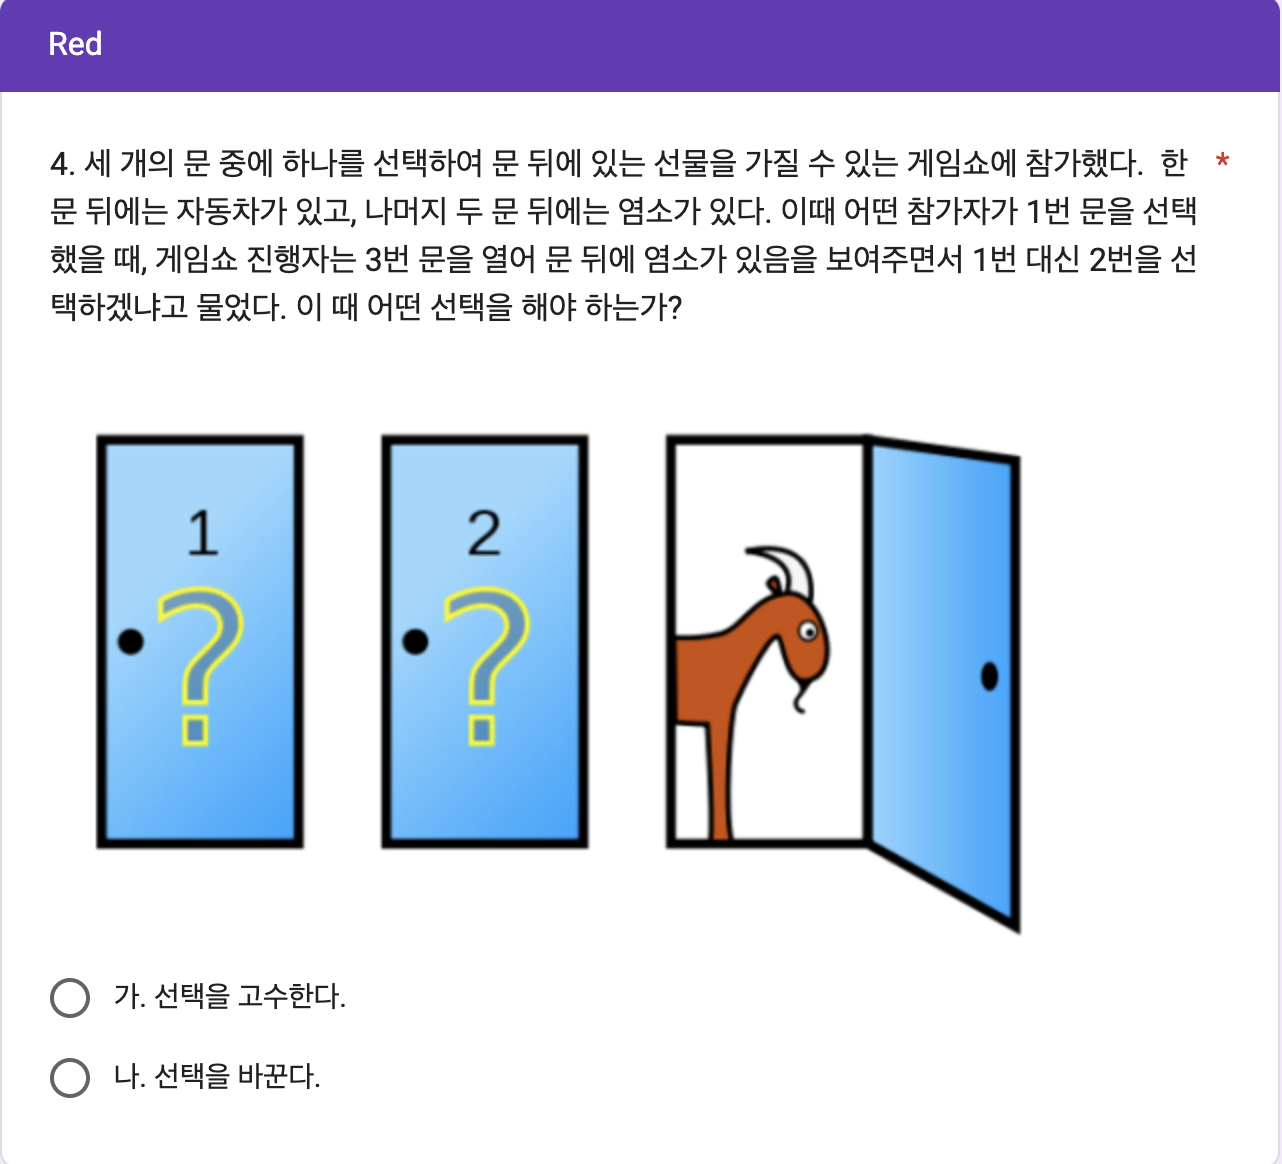 Red
4. 세 개의 문 중에 하나를 선택하여 문 뒤에 있는 선물을 가질 수 있는 게임쇼에 참가했다. 한 *
문 뒤에는 자동차가 있고, 나머지 두 문 뒤에는 염소가 있다. 이때 어떤 참가자가 1번 문을 선택
했을 때, 게임쇼 진행자는 3번 문을 열어 문 뒤에 염소가 있음을 보여주면서 1번 대신 2번을 선
택하겠냐고 물었다. 이 때 어떤 선택을 해야 하는가?
1 2
? ?
가. 선택을 고수한다.
나. 선택을 바꾼다.